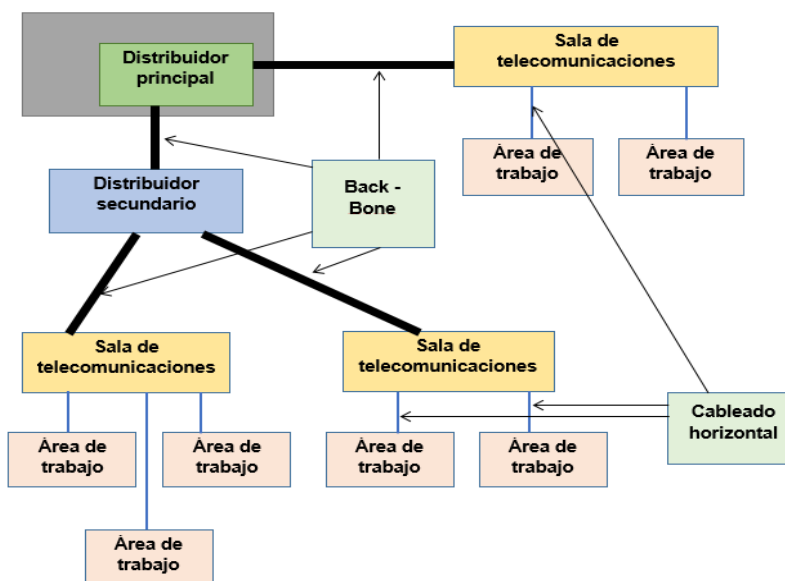 Distribuidor
principal
Sala de
telecomunicaciones
Área de
trabajo
Área de
trabajo
Distribuidor
secundario
Back -
Bone
Sala de
telecomunicaciones
Sala de
telecomunicaciones
Cableado
horizontal
Área de
trabajo
Área de
trabajo
Área de
trabajo
Área de
trabajo
Área de
trabajo